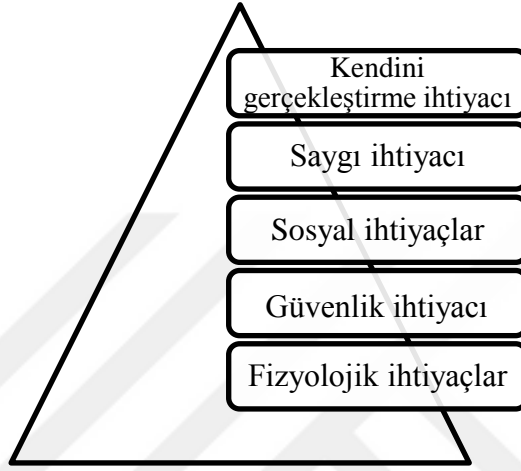 Kendini
gerçekleştirme ihtiyacı
Saygı ihtiyacı
Sosyal ihtiyaçlar
Güvenlik ihtiyacı
Fizyolojik ihtiyaçlar